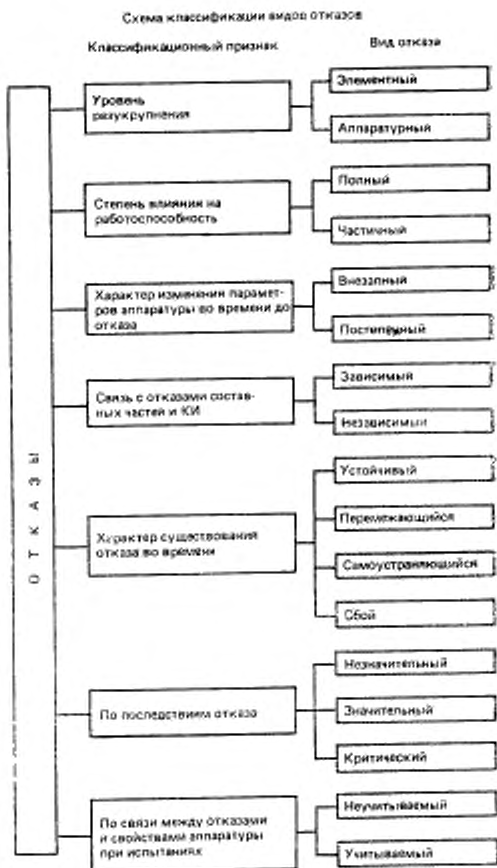 Схема классификации видов отказов
Классификационный признак
Вид отказа
ОТКАЗЫ
Уровень
разукрупнения
Элементный
Аппаратурный
Степень влияния на
работоспособность
Полный
Частичный
Характер изменения парамет-
ров аппаратуры во времени до
отказа
Внезапный
Постепенный
Связь с отказами состав-
ных частей и КИ
Зависимый
Независимый
Характер существования
отказа во времени
Устойчивый
Перемежающийся
Самоустраняющийся
Сбой
По последствиям отказа
Незначительный
Значительный
Критический
По связи между отказами
и свойствами аппаратуры
при испытаниях
Неучитываемый
Учитываемый